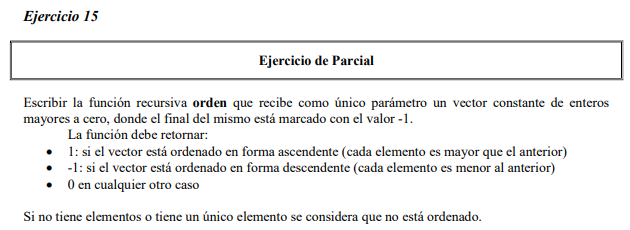 Ejercicio 15
Ejercicio de Parcial
Escribir la función recursiva orden que recibe como único parámetro un vector constante de enteros
mayores a cero, donde el final del mismo está marcado con el valor -1.
La función debe retornar:
• 1: si el vector está ordenado en forma ascendente (cada elemento es mayor que el anterior)
• -1: si el vector está ordenado en forma descendente (cada elemento es menor al anterior)
• 0 en cualquier otro caso
Si no tiene elementos o tiene un único elemento se considera que no está ordenado.